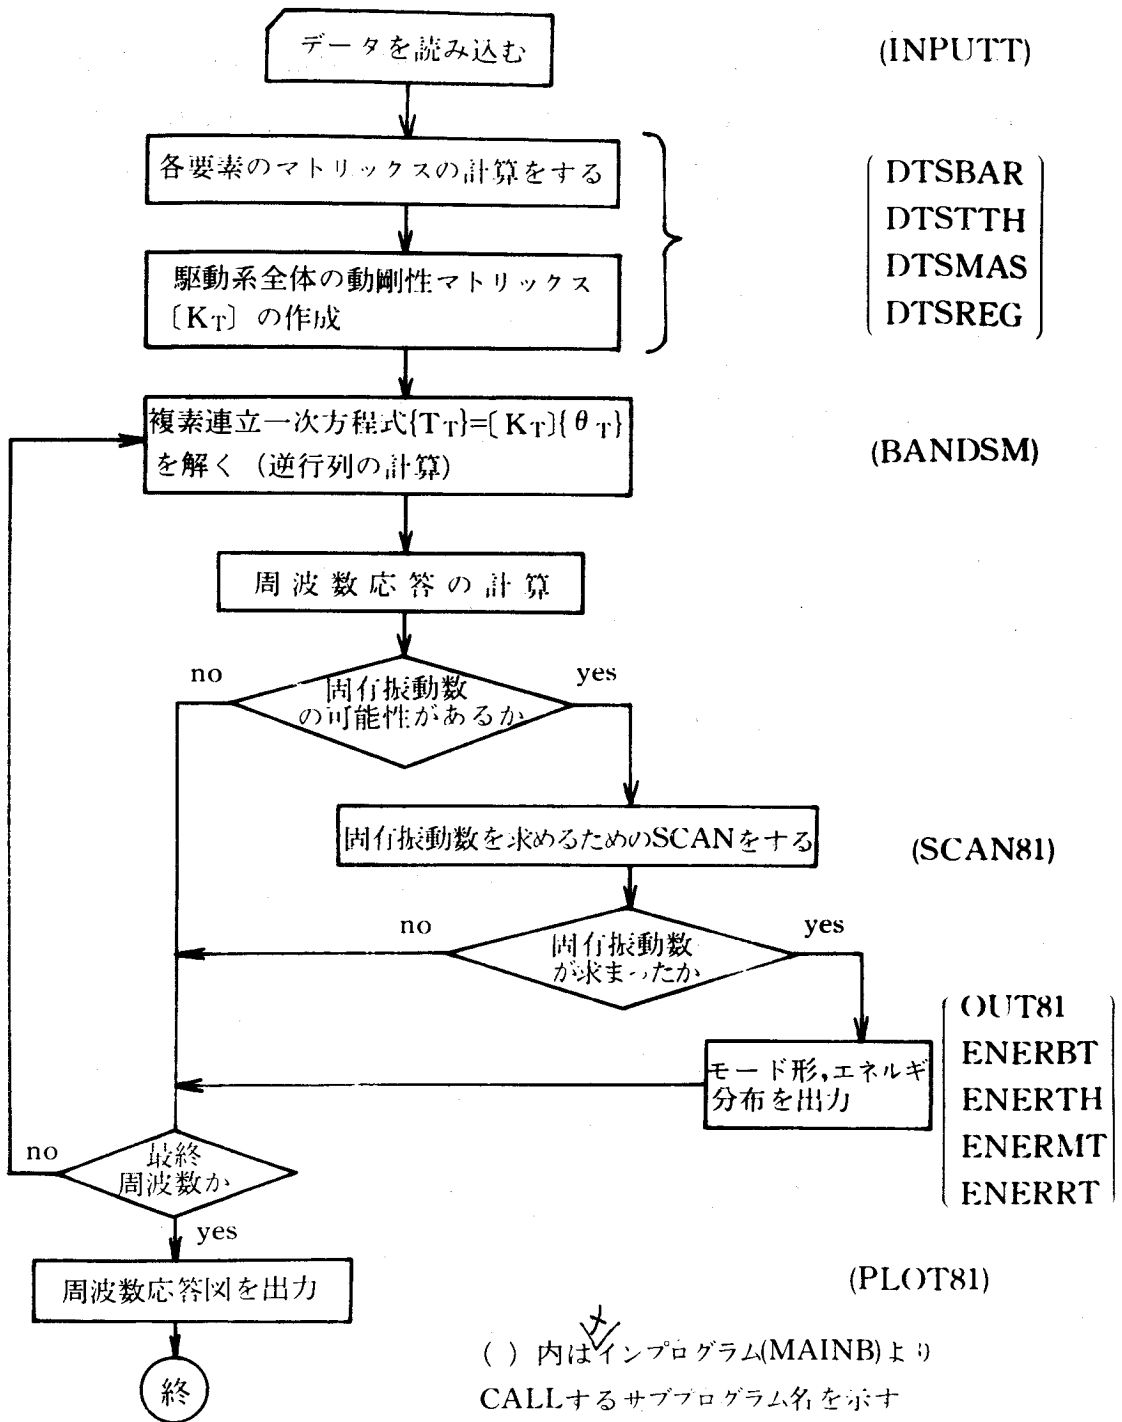 データを読み込む
(INPUTT)
各要素のマトリックスの計算をする
駆動系全体の動剛性マトリックス
〔KT〕の作成
DTSBAR
DTSTTH
DTSMAS
DTSREG
複素連立一次方程式{TT}=〔KT〕{θT}
を解く（逆行列の計算）
(BANDSM)
周波数応答の計算
固有振動数
の可能性があるか
no
yes
固有振動数を求めるためのSCANをする
(SCAN81)
固有振動数
が求まったか
no
yes
モード形,エネルギ
分布を出力
OUT81
ENERBT
ENERTH
ENERMT
ENERRT
最終
周波数か
no
yes
周波数応答図を出力
(PLOT81)
終
( ) 内はメインプログラム(MAINB)より
CALLするサブプログラム名を示す